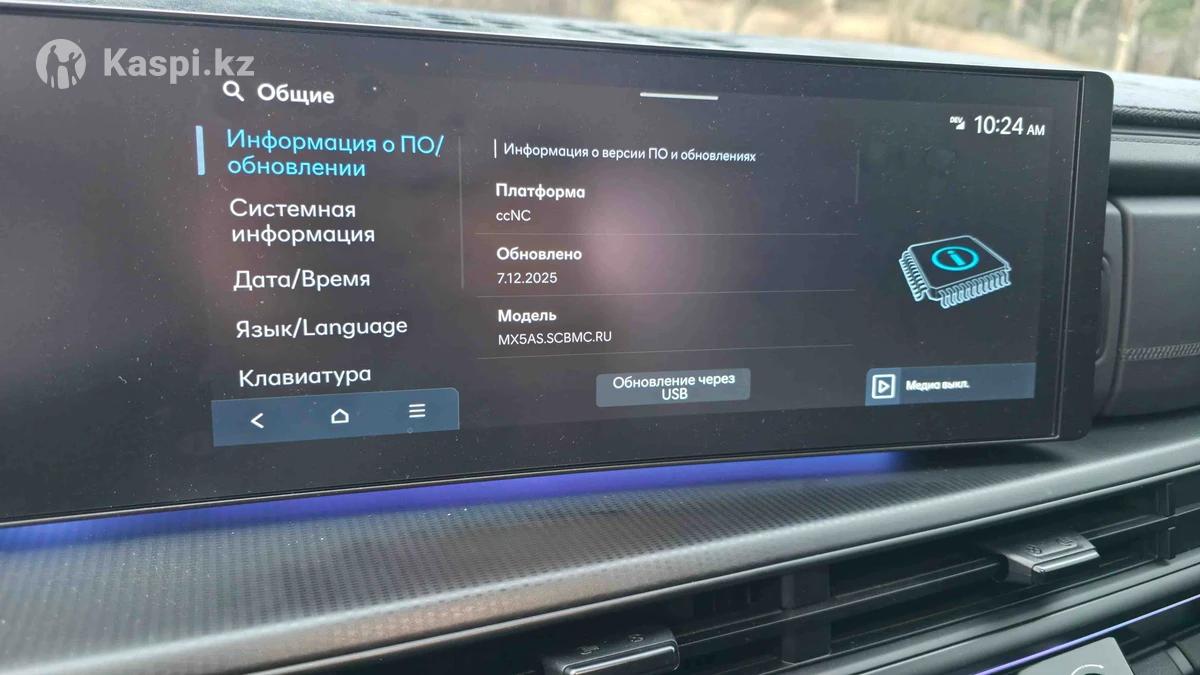 Kaspi.kz
Общие
DEV
10:24 AM
Информация о ПО/
обновлении
Системная
информация
Дата/Время
Язык/Language
Клавиатура
Информация о версии ПО и обновлениях
Платформа
ccNC
Обновлено
7.12.2025
Модель
MX5AS.SCBMC.RU
Обновление через
USB
Медиа выкл.